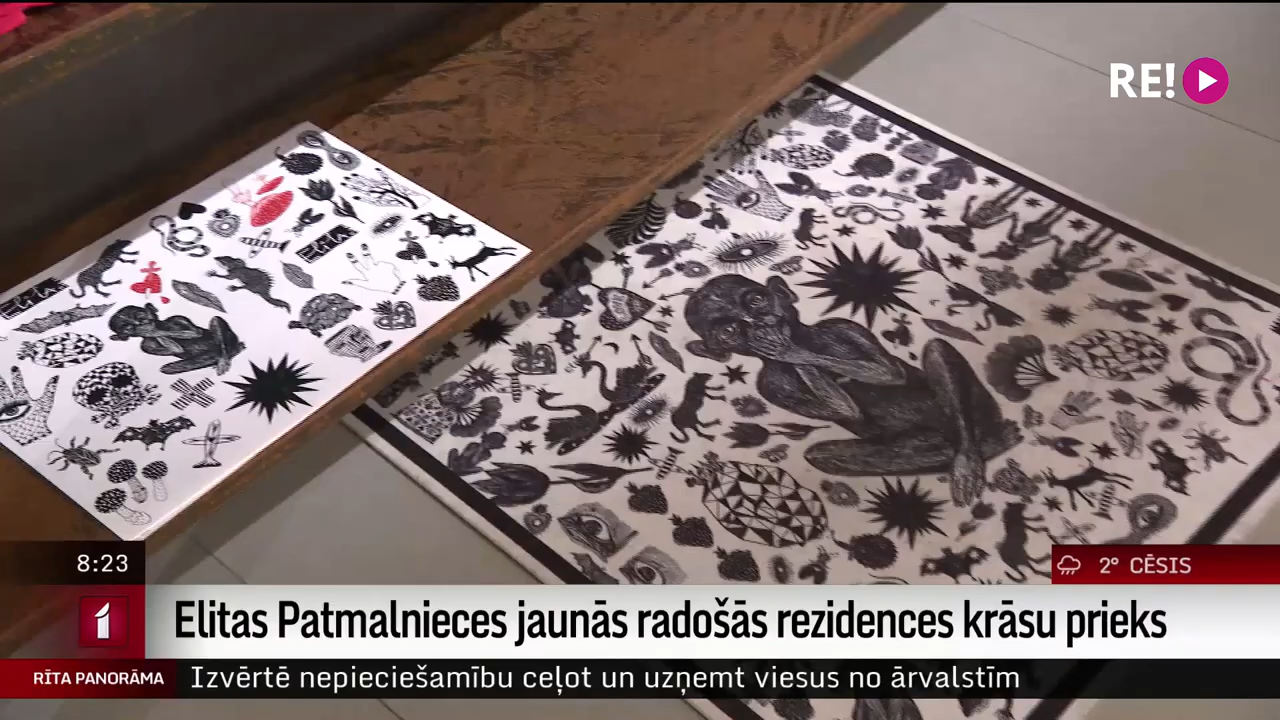 RE!
8:23
2° CĒSIS
1
Elitas Patmalnieces jaunās radošās rezidences krāsu prieks
RĪTA PANORĀMA
Izvērtē nepieciešamību ceļot un uzņemt viesus no ārvalstīm